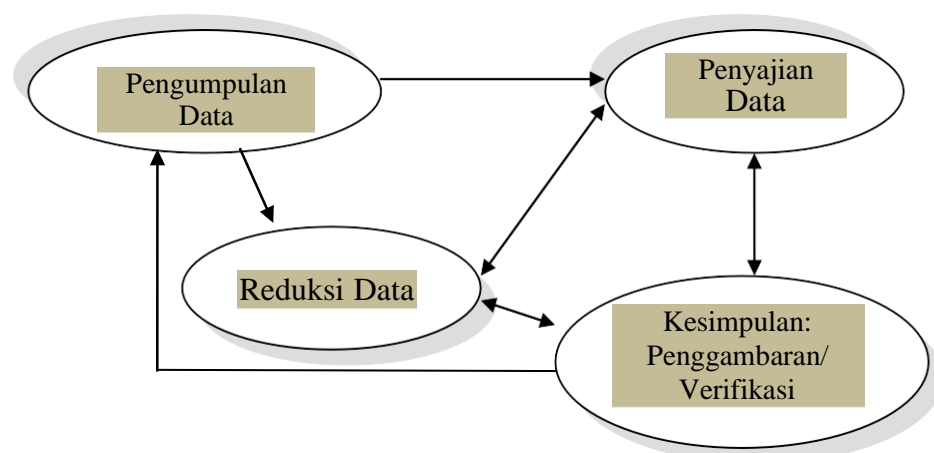 Pengumpulan
Data
Penyajian
Data
Reduksi Data
Kesimpulan:
Penggambaran/
Verifikasi